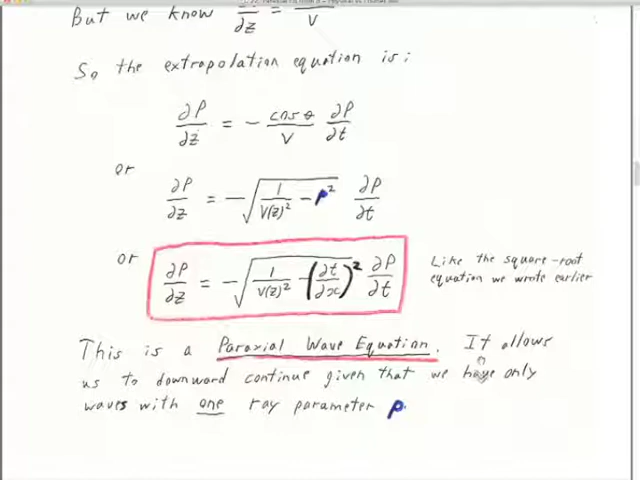 But we know ∂t/∂z = cosθ/V
So the extrapolation equation is:
∂P/∂z = - cosθ/V ∂P/∂t
or
∂P/∂z = -√(1/V(z)² - p²) ∂P/∂t
or
∂P/∂z = -√(1/V(z)² - (∂t/∂x)²) ∂P/∂t
Like the square-root
equation we wrote earlier
This is a Paraxial Wave Equation. It allows
us to downward continue given that we have only
waves with one ray parameter p